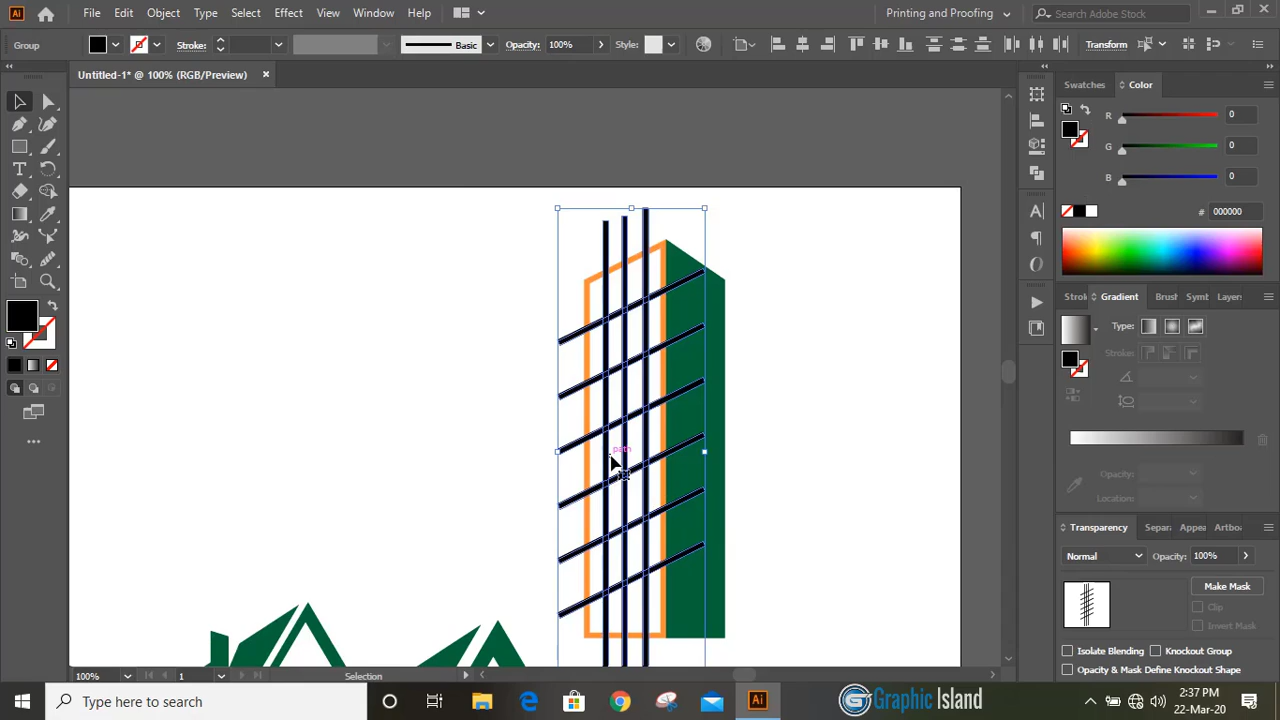 Ai File Edit Object Type Select Effect View Window Help Printing and Proofing Search Adobe Stock
Group Stroke: Basic Opacity: 100% Style: Transform
Untitled-1* @ 100% (RGB/Preview)
Swatches Color
R 0
G 0
B 0
# 000000
Gradient Brush Symb Layers
Type:
Strokes:
path
Opacity:
Location:
Transparency Separ Appea Artbo
Normal Opacity: 100%
Make Mask
Clip
Invert Mask
Isolate Blending Knockout Group
Opacity & Mask Define Knockout Shape
100% 1 Selection
Type here to search Ai Graphic Island 2:37 PM
22-Mar-20